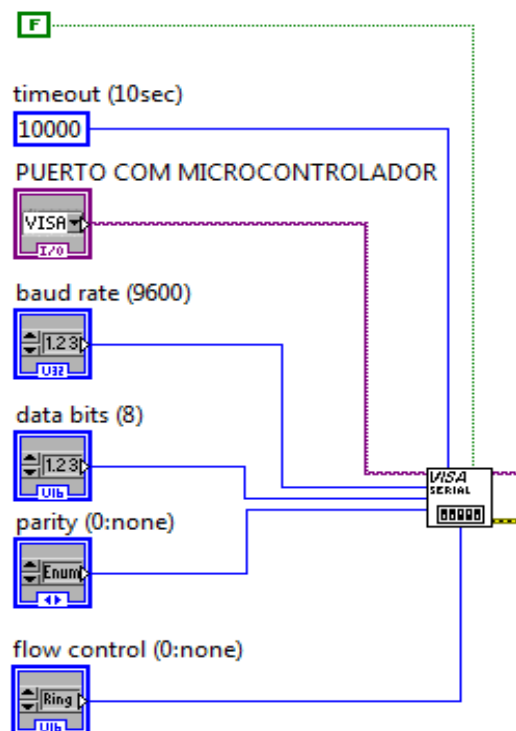 F
timeout (10sec)
10000
PUERTO COM MICROCONTROLADOR
VISA
I/O
baud rate (9600)
1.23
U32
data bits (8)
1.23
U16
VISA
SERIAL
parity (0:none)
Enum
flow control (0:none)
Ring
U16